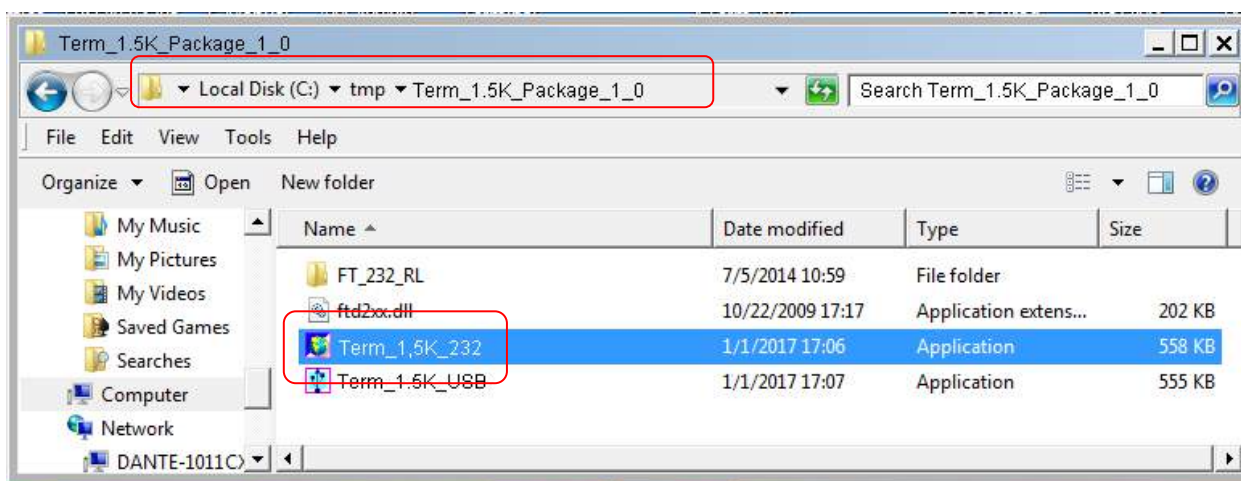 Term_1.5K_Package_1_0
Local Disk (C:) tmp Term_1.5K_Package_1_0 Search Term_1.5K_Package_1_0
File Edit View Tools Help
Organize Open New folder
My Music Name Date modified Type Size
My Pictures FT_232_RL 7/5/2014 10:59 File folder
My Videos ftd2xx.dll 10/22/2009 17:17 Application extens... 202 KB
Saved Games Term_1,5K_232 1/1/2017 17:06 Application 558 KB
Searches Term_1.5K_USB 1/1/2017 17:07 Application 555 KB
Computer
Network
DANTE-1011C